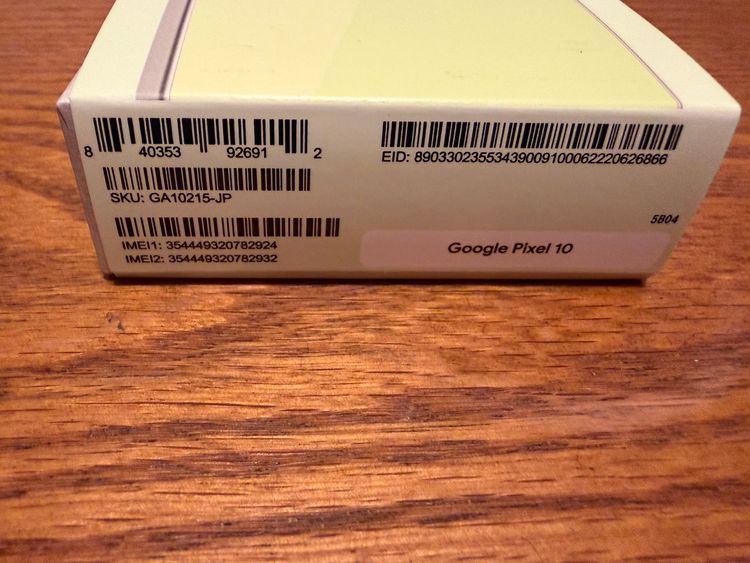 8 40353 92691 2
SKU: GA10215-JP
IMEI1: 354449320782924
IMEI2: 354449320782932
EID: 89033023553439009100062220626866
5B04
Google Pixel 10